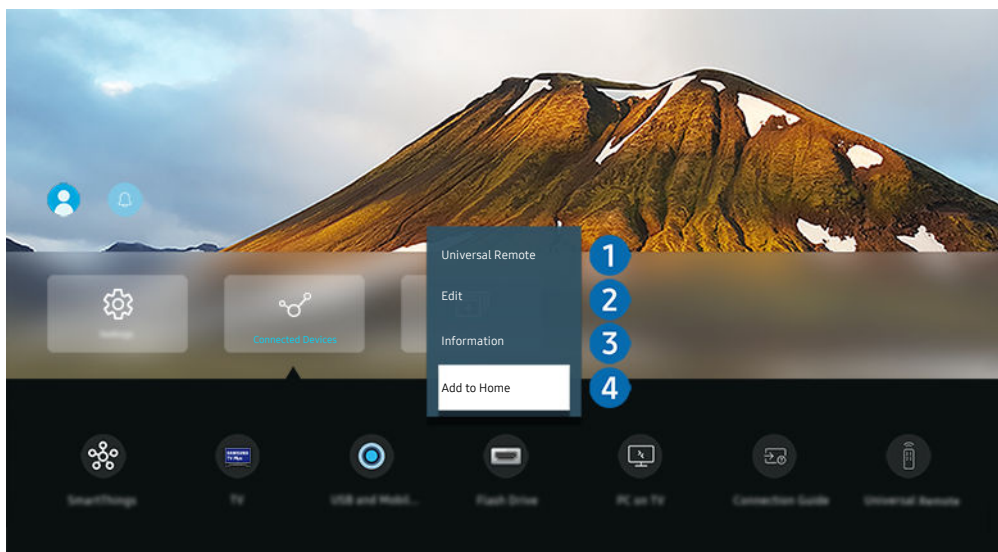 Universal Remote
1
Edit
2
Information
3
Add to Home
4
Settings
Connected Devices
SAMSUNG
TV Plus
SmartThings
TV
USB and Mobil...
Flash Drive
PC on TV
Connection Guide
Universal Remote